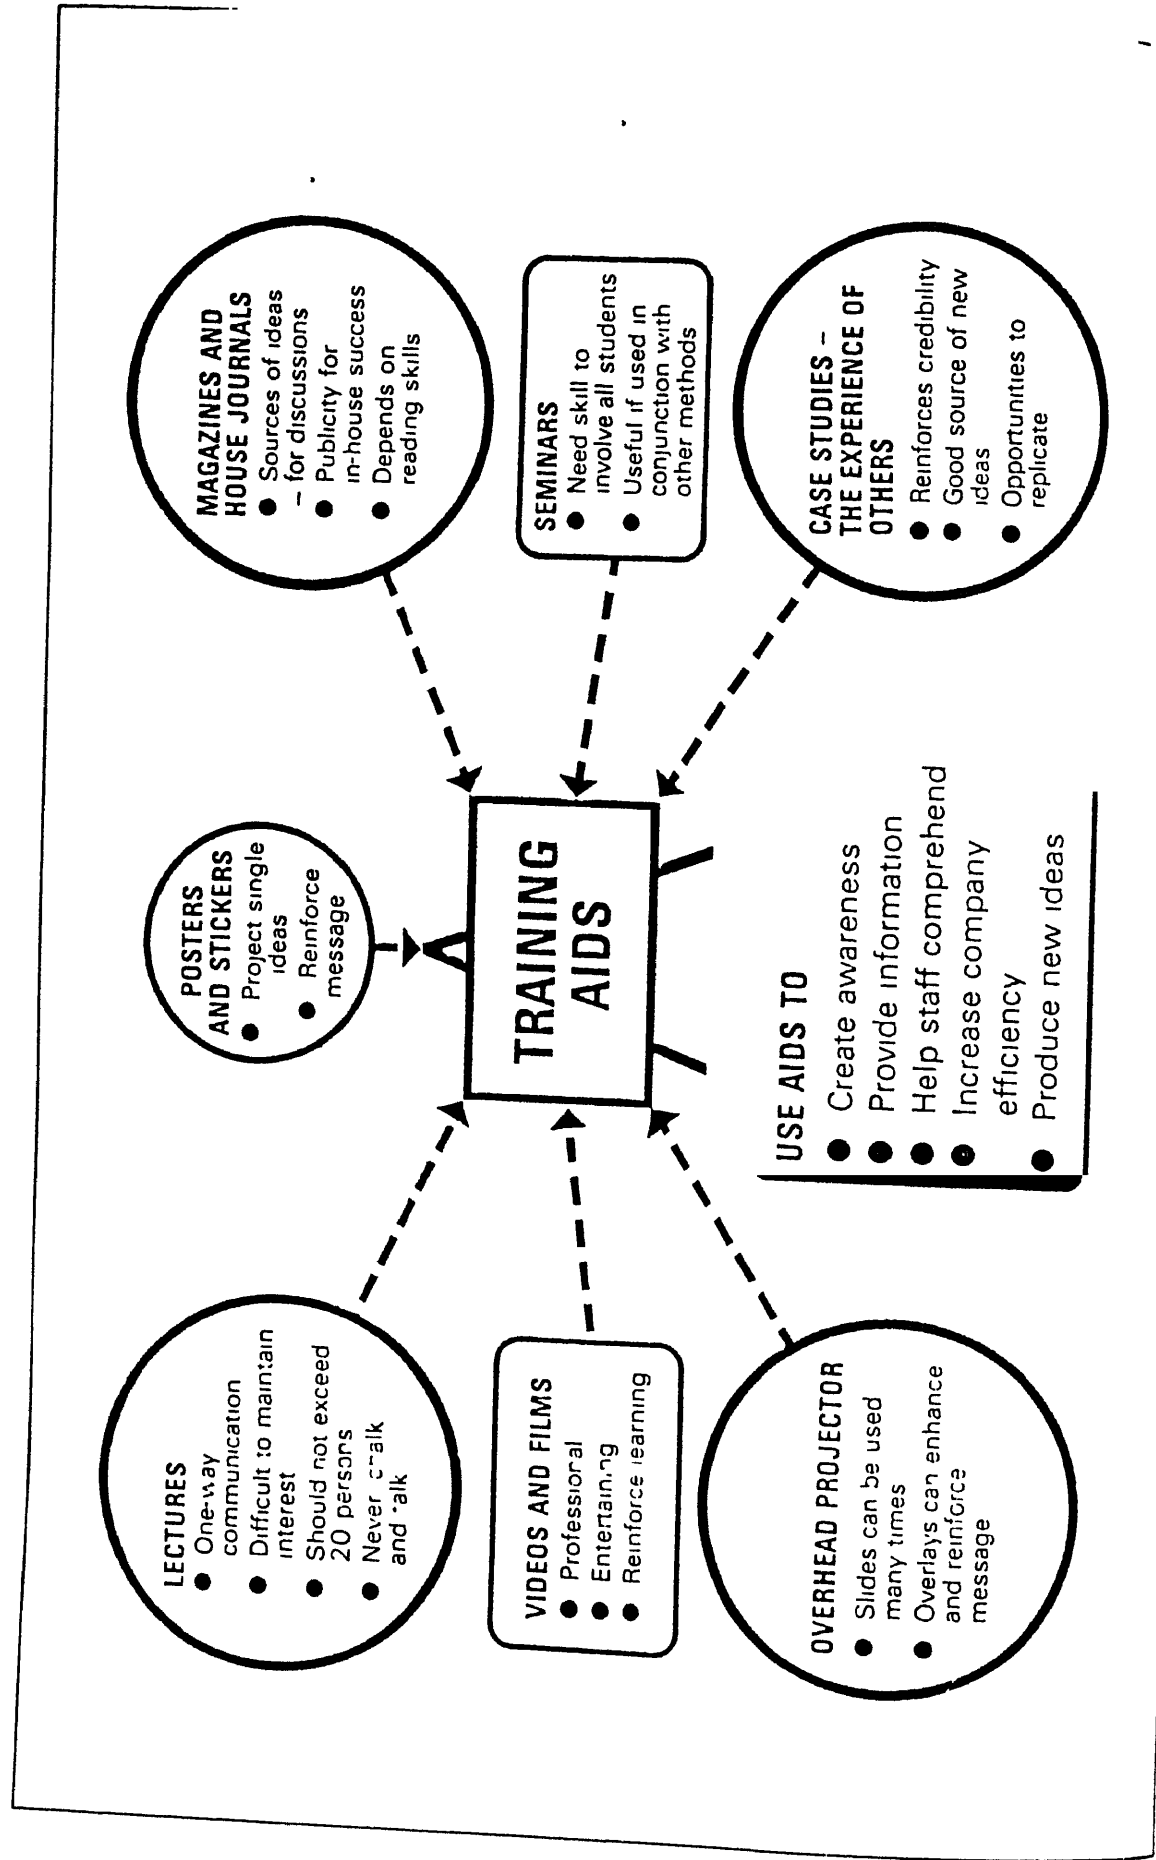 LECTURES
● One-way
communication
● Difficult to maintain
interest
● Should not exceed
20 persons
● Never chalk
and talk
POSTERS
AND STICKERS
● Project single
ideas
● Reinforce
message
MAGAZINES AND
HOUSE JOURNALS
● Sources of ideas
– for discussions
● Publicity for
in-house success
● Depends on
reading skills
VIDEOS AND FILMS
● Professional
● Entertaining
● Reinforce learning
TRAINING
AIDS
SEMINARS
● Need skill to
involve all students
● Useful if used in
conjunction with
other methods
OVERHEAD PROJECTOR
● Slides can be used
many times
● Overlays can enhance
and reinforce
message
USE AIDS TO
● Create awareness
● Provide information
● Help staff comprehend
● Increase company
efficiency
● Produce new ideas
CASE STUDIES –
THE EXPERIENCE OF
OTHERS
● Reinforces credibility
● Good source of new
ideas
● Opportunities to
replicate